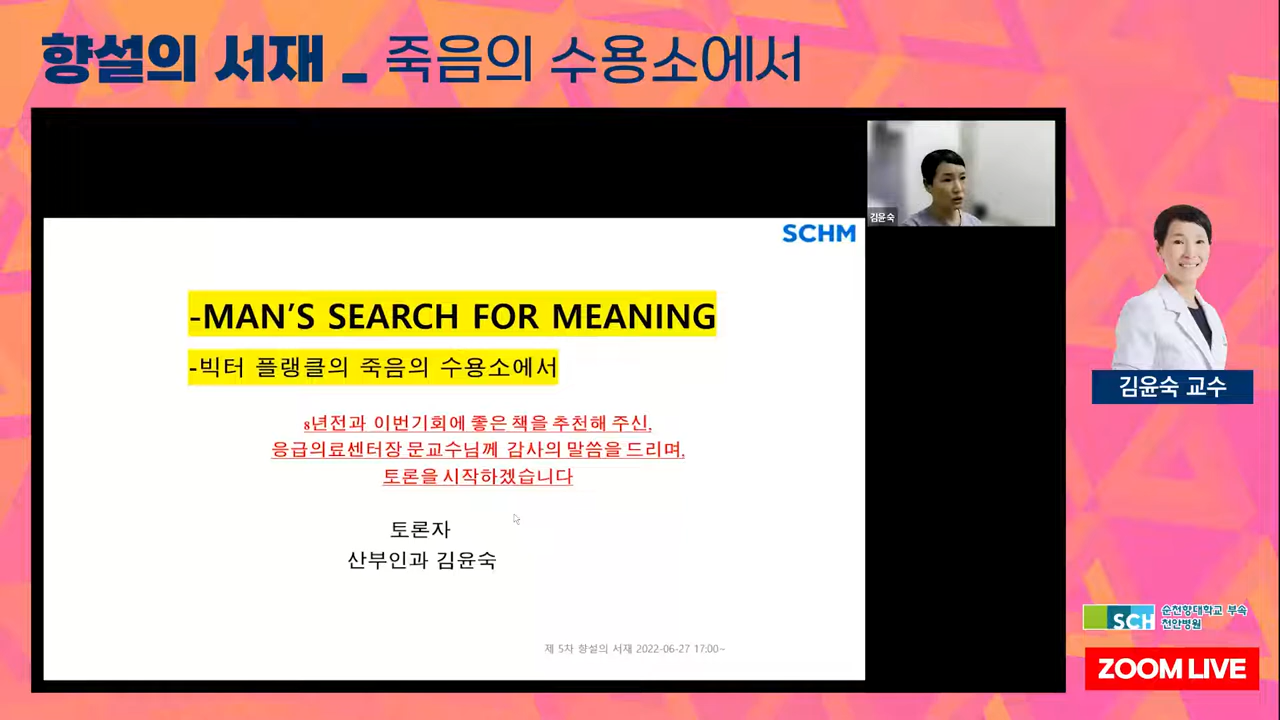 향설의 서재 _ 죽음의 수용소에서
김윤숙
SCHM
-MAN'S SEARCH FOR MEANING
-빅터 플랭클의 죽음의 수용소에서
8년전과 이번기회에 좋은 책을 추천해 주신,
응급의료센터장 문교수님께 감사의 말씀을 드리며,
토론을 시작하겠습니다
토론자
산부인과 김윤숙
제 5차 향설의 서재 2022-06-27 17:00~
김윤숙 교수
SCH 순천향대학교 부속
천안병원
ZOOM LIVE